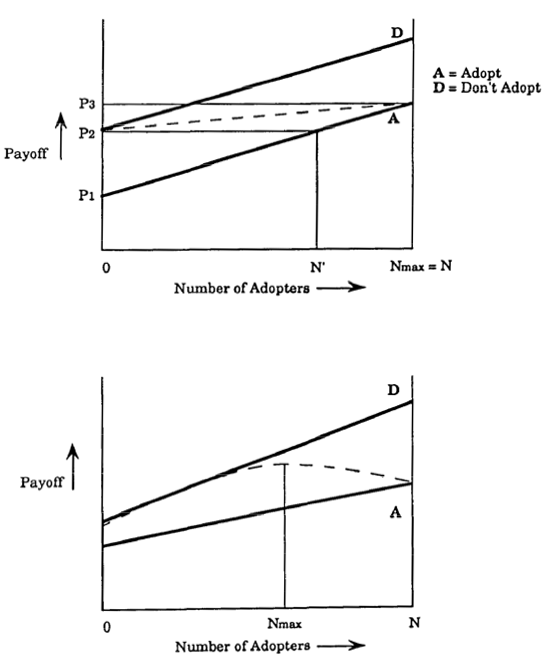 D
A = Adopt
D = Don't Adopt
P3
A
P2
Payoff
P1
0 N' Nmax = N
Number of Adopters
D
Payoff
A
0 Nmax N
Number of Adopters